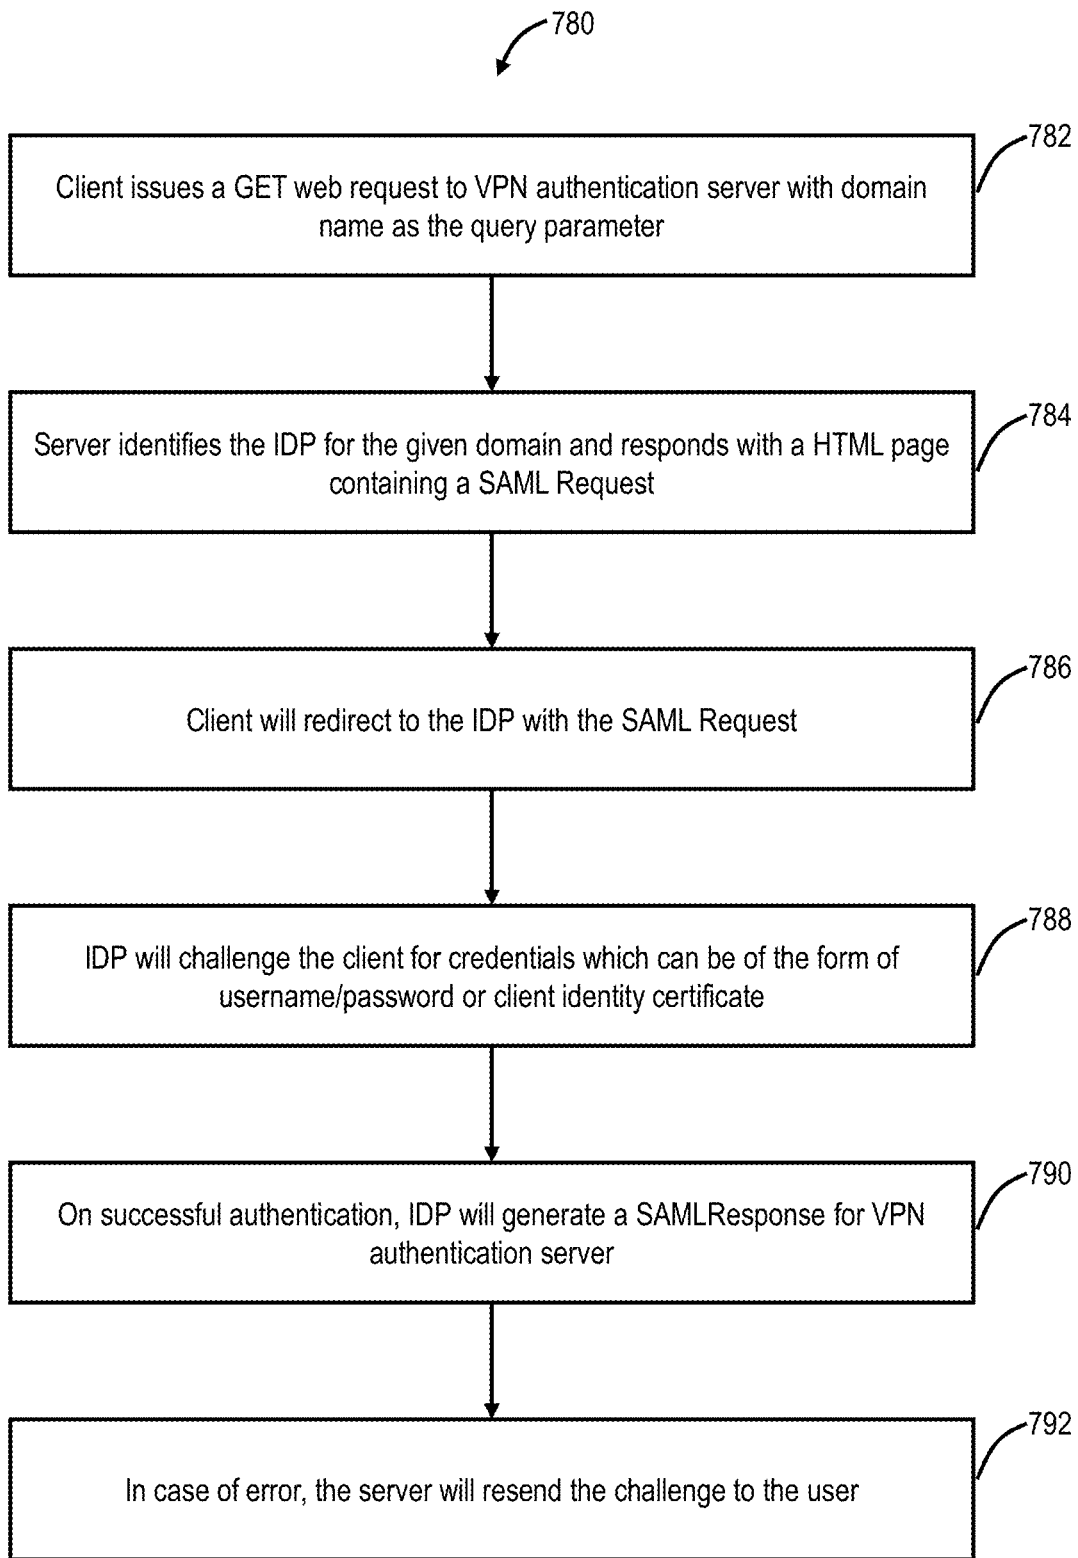 780
782
Client issues a GET web request to VPN authentication server with domain
name as the query parameter
784
Server identifies the IDP for the given domain and responds with a HTML page
containing a SAML Request
786
Client will redirect to the IDP with the SAML Request
788
IDP will challenge the client for credentials which can be of the form of
username/password or client identity certificate
790
On successful authentication, IDP will generate a SAMLResponse for VPN
authentication server
792
In case of error, the server will resend the challenge to the user